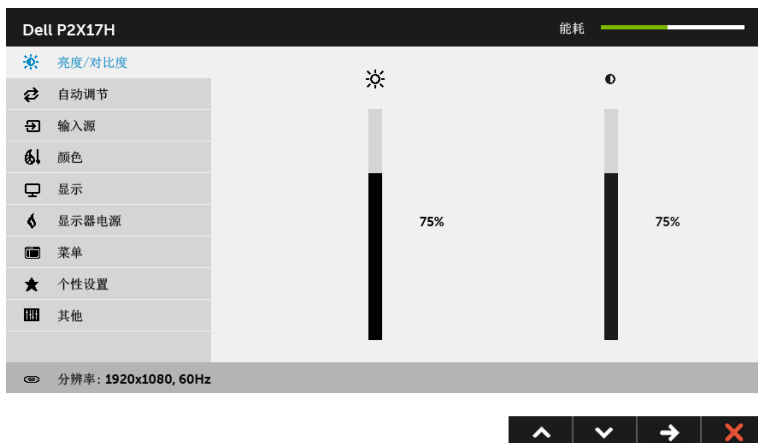 Dell P2X17H
能耗
亮度/对比度
自动调节
输入源
颜色
显示
显示器电源
菜单
个性设置
其他
75%
75%
分辨率: 1920x1080, 60Hz